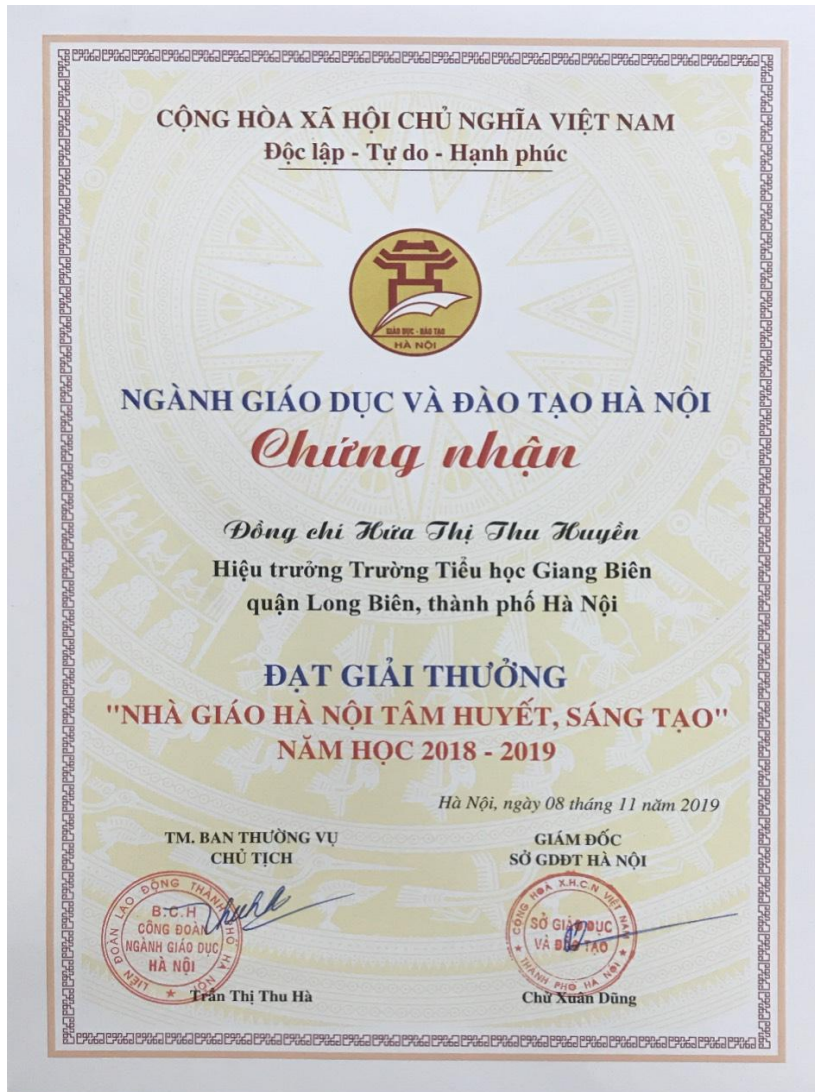 CỘNG HÒA XÃ HỘI CHỦ NGHĨA VIỆT NAM
Độc lập - Tự do - Hạnh phúc
GIÁO DỤC - ĐÀO TẠO
HÀ NỘI
NGÀNH GIÁO DỤC VÀ ĐÀO TẠO HÀ NỘI
Chứng nhận
Đồng chí Hứa Thị Thu Huyền
Hiệu trưởng Trường Tiểu học Giang Biên
quận Long Biên, thành phố Hà Nội
ĐẠT GIẢI THƯỞNG
"NHÀ GIÁO HÀ NỘI TÂM HUYẾT, SÁNG TẠO"
NĂM HỌC 2018 - 2019
Hà Nội, ngày 08 tháng 11 năm 2019
TM. BAN THƯỜNG VỤ
CHỦ TỊCH
LIÊN ĐOÀN LAO ĐỘNG THÀNH PHỐ HÀ NỘI
B.C.H
CÔNG ĐOÀN
NGÀNH GIÁO DỤC
HÀ NỘI
Trần Thị Thu Hà
GIÁM ĐỐC
SỞ GDĐT HÀ NỘI
CỘNG HÒA X.H.C.N VIỆT NAM
SỞ GIÁO DỤC
VÀ ĐÀO TẠO
THÀNH PHỐ HÀ NỘI
Chử Xuân Dũng